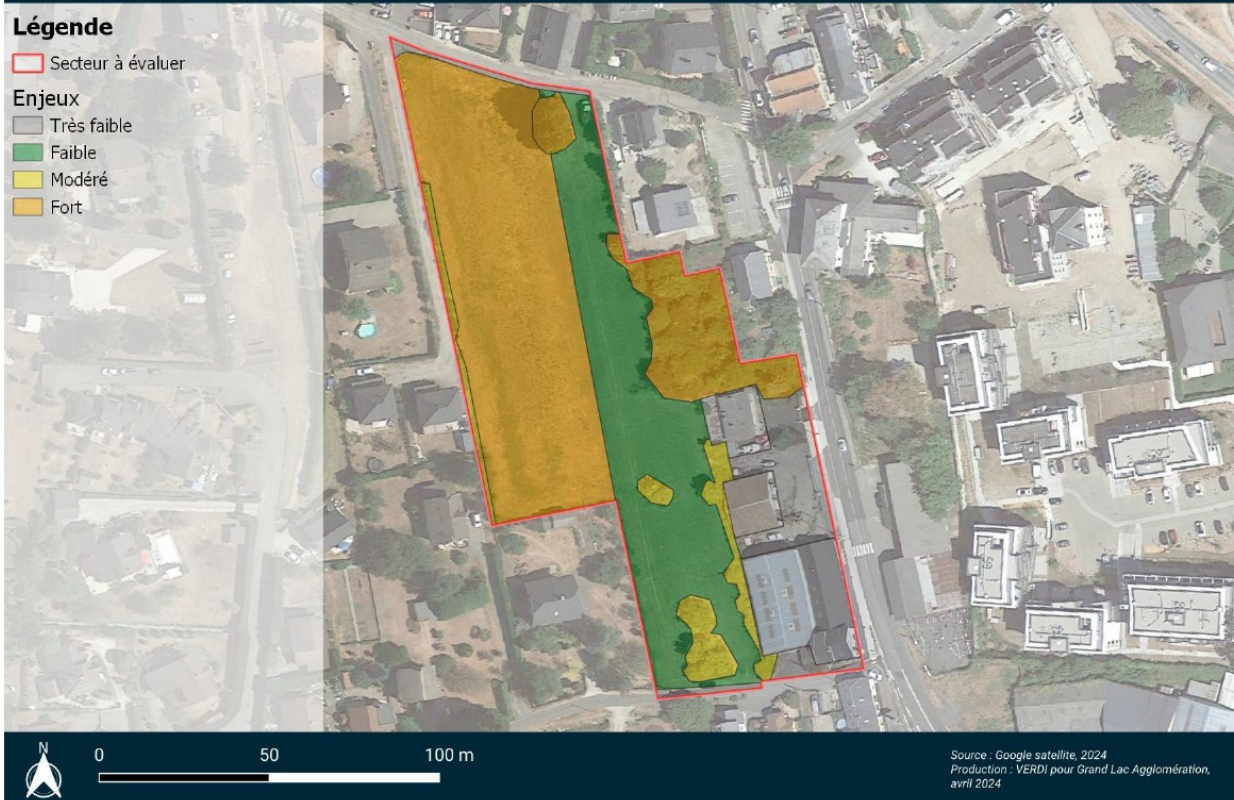 Légende
Secteur à évaluer
Enjeux
Très faible
Faible
Modéré
Fort
N
0 50 100 m
Source : Google satellite, 2024
Production : VERDI pour Grand Lac Agglomération,
avril 2024